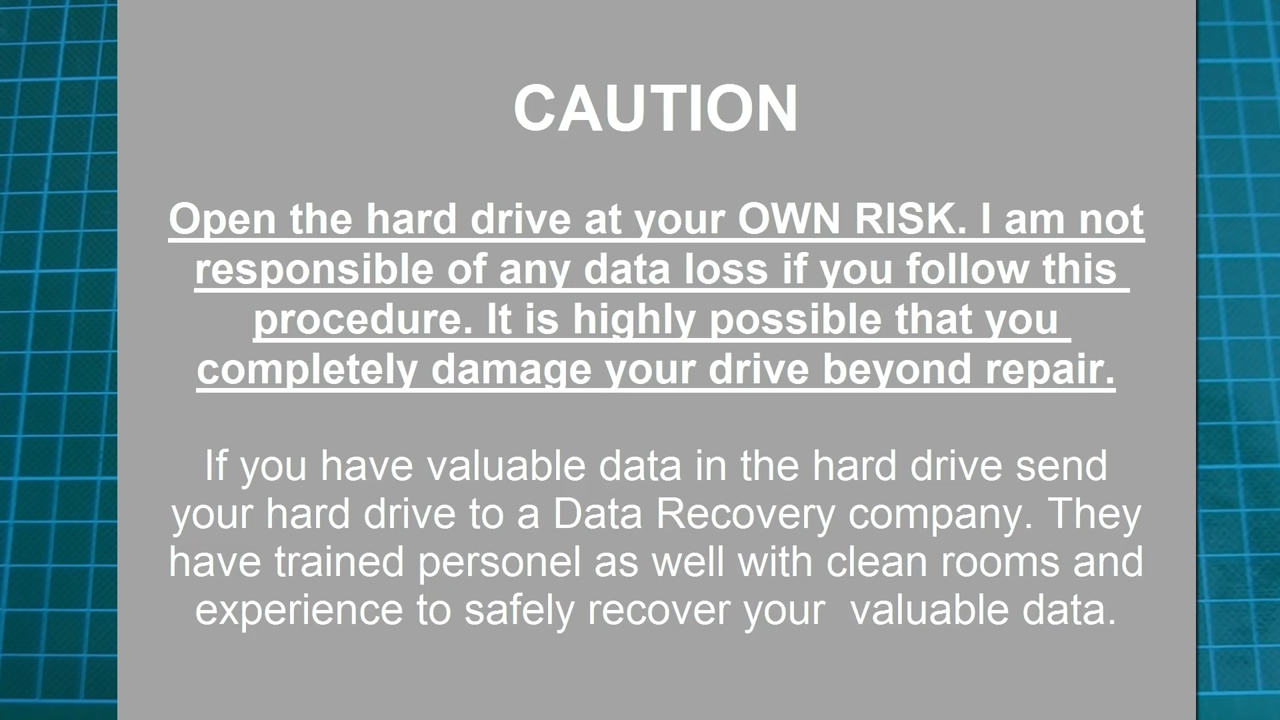 CAUTION
Open the hard drive at your OWN RISK. I am not
responsible of any data loss if you follow this
procedure. It is highly possible that you
completely damage your drive beyond repair.
If you have valuable data in the hard drive send
your hard drive to a Data Recovery company. They
have trained personel as well with clean rooms and
experience to safely recover your  valuable data.